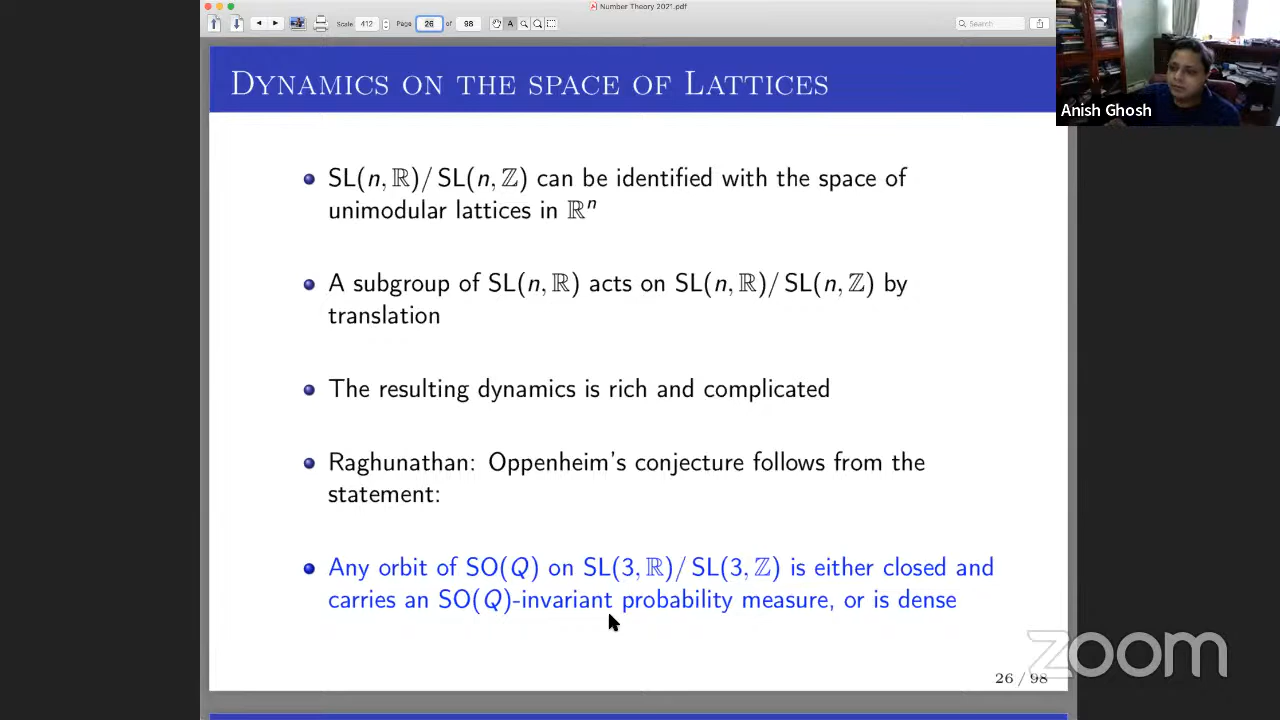 Number Theory 2021.pdf
Scale: 412 Page 26 of 98 Search
Anish Ghosh
DYNAMICS ON THE SPACE OF LATTICES
SL(n, ℝ)/ SL(n, ℤ) can be identified with the space of
unimodular lattices in ℝⁿ
A subgroup of SL(n, ℝ) acts on SL(n, ℝ)/ SL(n, ℤ) by
translation
The resulting dynamics is rich and complicated
Raghunathan: Oppenheim's conjecture follows from the
statement:
Any orbit of SO(Q) on SL(3, ℝ)/ SL(3, ℤ) is either closed and
carries an SO(Q)-invariant probability measure, or is dense
zoom
26 / 98